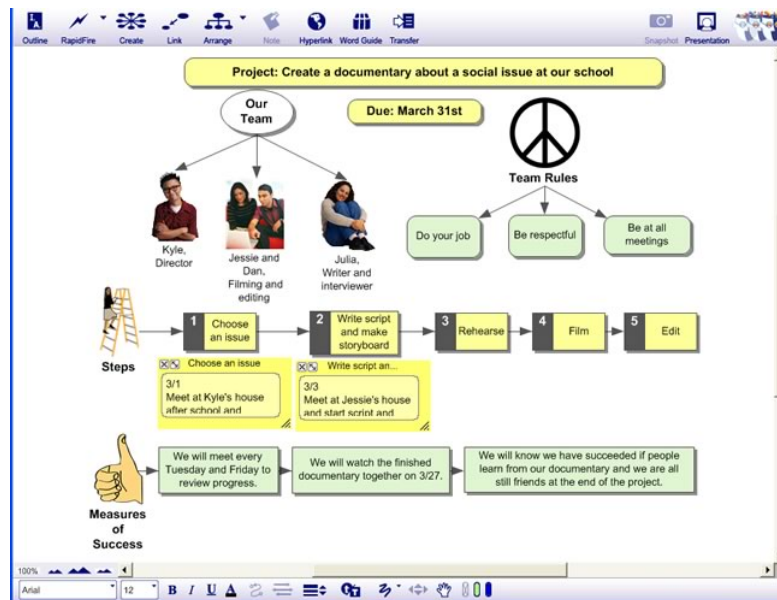 Outline RapidFire Create Link Arrange Note Hyperlink Word Guide Transfer Snapshot Presentation
Project: Create a documentary about a social issue at our school
Our
Team
Due: March 31st
Kyle,
Director
Jessie and
Dan,
Filming and
editing
Julia,
Writer and
interviewer
Team Rules
Do your job
Be respectful
Be at all
meetings
Steps
1 Choose
an issue
2 Write script
and make
storyboard
3 Rehearse
4 Film
5 Edit
Choose an issue
3/1
Meet at Kyle's house
after school and
Write script an...
3/3
Meet at Jessie's house
and start script and
Measures
of
Success
We will meet every
Tuesday and Friday to
review progress.
We will watch the finished
documentary together on 3/27.
We will know we have succeeded if people
learn from our documentary and we are all
still friends at the end of the project.
100%
Arial 12 B I U A